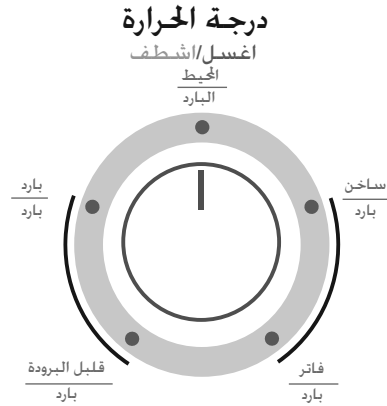 درجة الحرارة
اغسل/اشطف
المحيط
البارد
ساخن
بارد
بارد
بارد
فاتر
بارد
قلبل البرودة
بارد